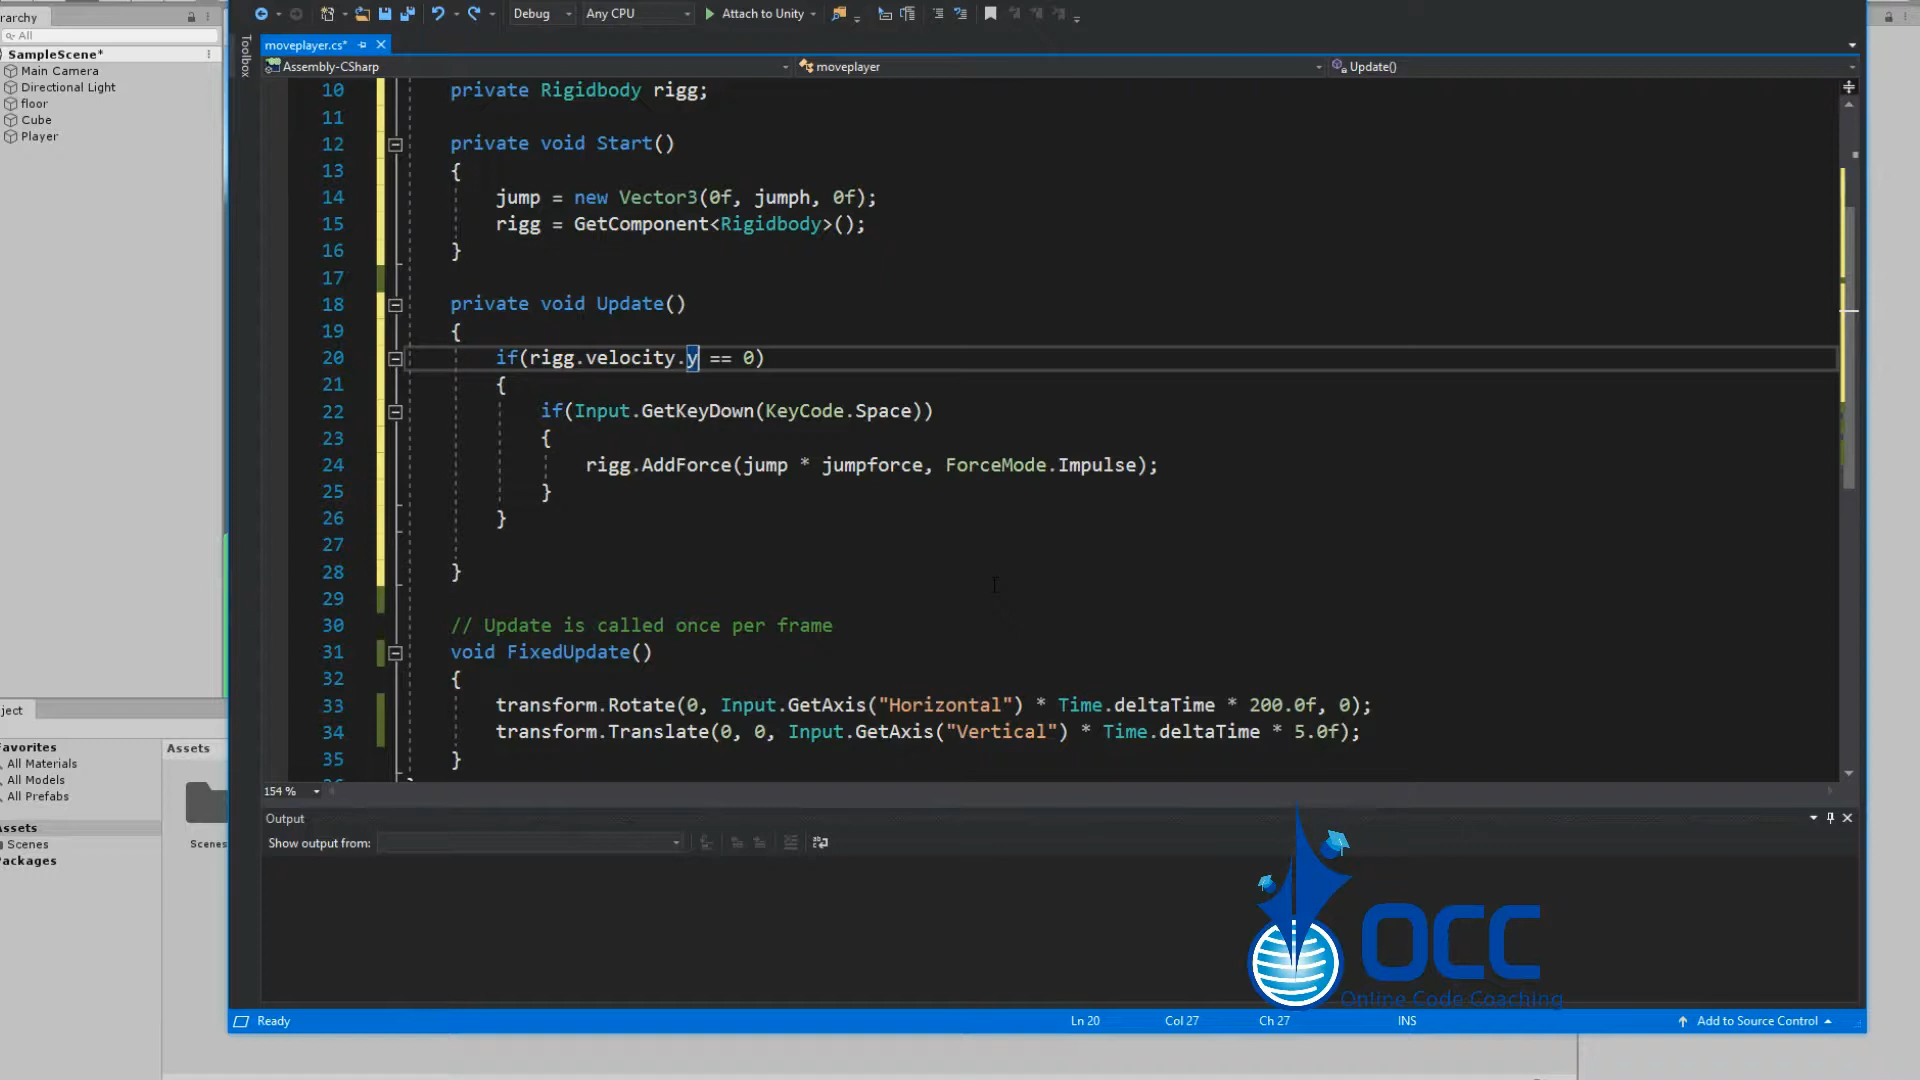 rarchy
All
SampleScene*
Main Camera
Directional Light
floor
Cube
Player
Debug
Any CPU
Attach to Unity
Toolbox
moveplayer.cs*
Assembly-CSharp
moveplayer
Update()
10 private Rigidbody rigg;
11
12 private void Start()
13 {
14 jump = new Vector3(0f, jumph, 0f);
15 rigg = GetComponent<Rigidbody>();
16 }
17
18 private void Update()
19 {
20 if(rigg.velocity.y == 0)
21 {
22 if(Input.GetKeyDown(KeyCode.Space))
23 {
24 rigg.AddForce(jump * jumpforce, ForceMode.Impulse);
25 }
26 }
27
28 }
29
30 // Update is called once per frame
31 void FixedUpdate()
32 {
33 transform.Rotate(0, Input.GetAxis("Horizontal") * Time.deltaTime * 200.0f, 0);
34 transform.Translate(0, 0, Input.GetAxis("Vertical") * Time.deltaTime * 5.0f);
35 }
154 %
Output
Show output from:
ject
Favorites
All Materials
All Models
All Prefabs
Assets
Scenes
Packages
Assets
Scenes
OCC
Online Code Coaching
Ready
Ln 20
Col 27
Ch 27
INS
Add to Source Control